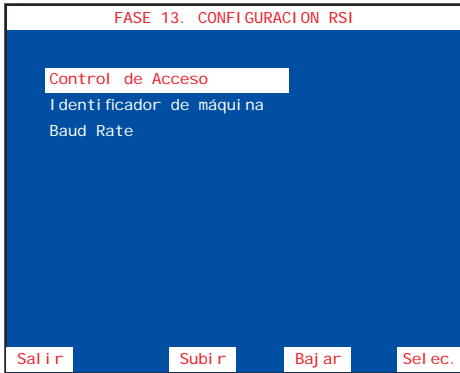 FASE 13. CONFIGURACION RSI
Control de Acceso
Identificador de máquina
Baud Rate
Salir Subir Bajar Selec.